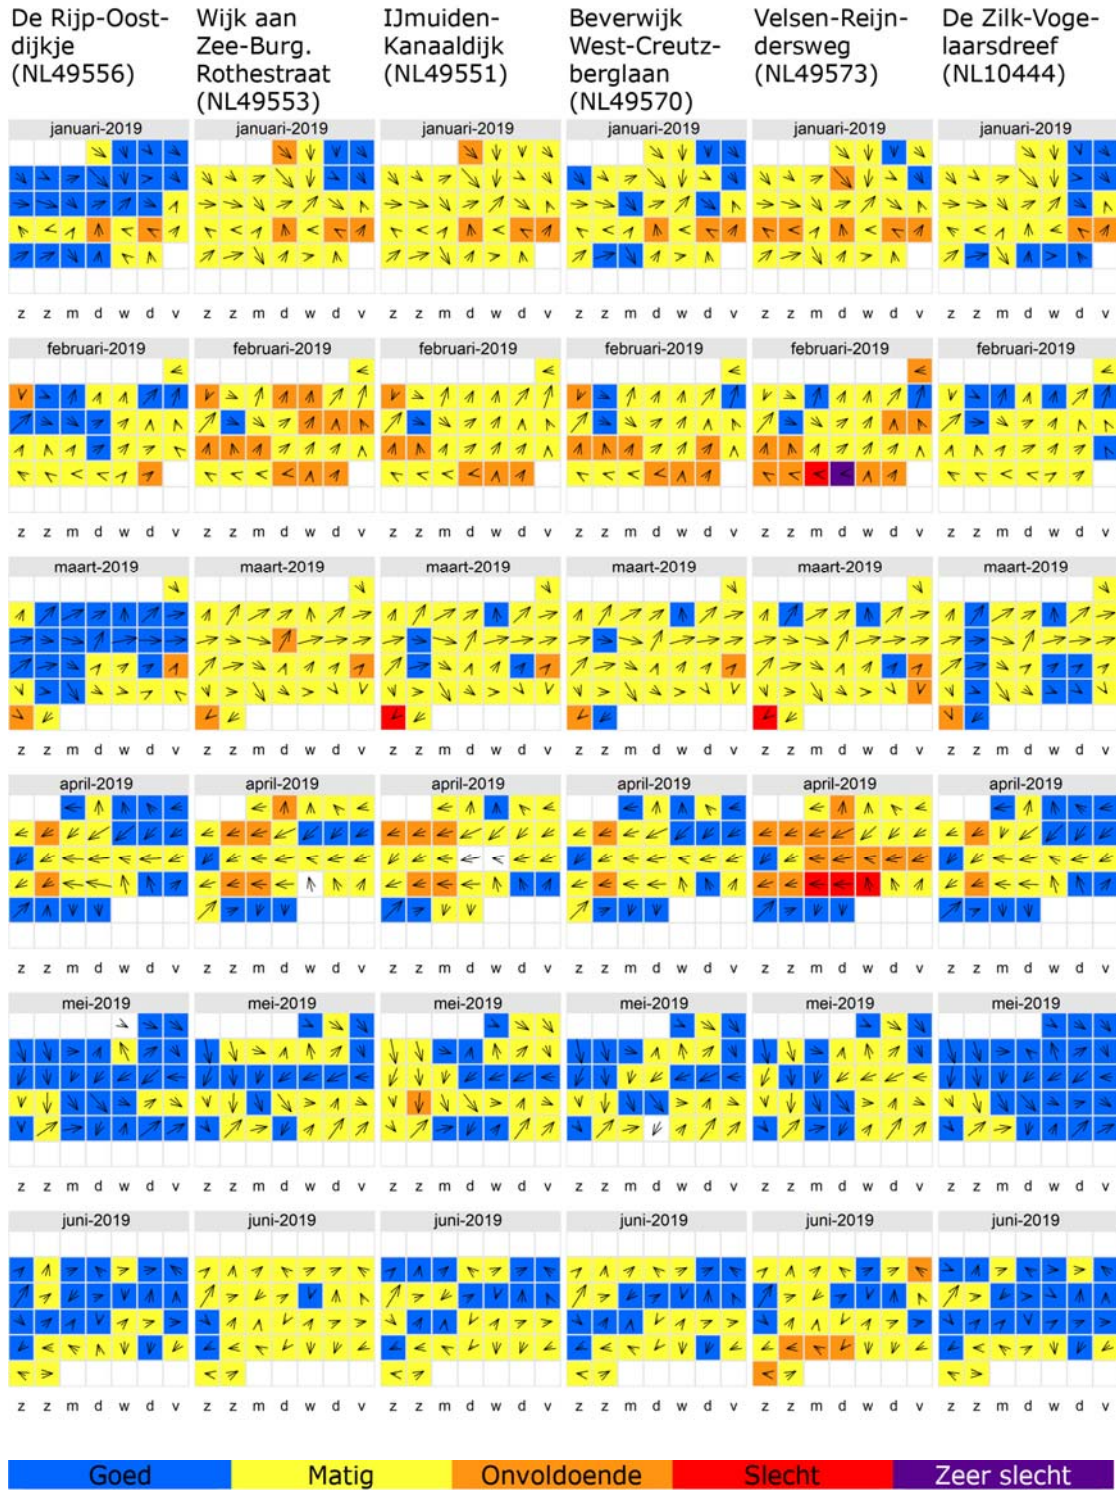 De Rijp-Oost-
dijkje
(NL49556)
Wijk aan
Zee-Burg.
Rothestraat
(NL49553)
IJmuiden-
Kanaaldijk
(NL49551)
Beverwijk
West-Creutz-
berglaan
(NL49570)
Velsen-Reijn-
dersweg
(NL49573)
De Zilk-Voge-
laarsdreef
(NL10444)
januari-2019 januari-2019 januari-2019 januari-2019 januari-2019 januari-2019
z z m d w d v z z m d w d v z z m d w d v z z m d w d v z z m d w d v z z m d w d v
februari-2019 februari-2019 februari-2019 februari-2019 februari-2019 februari-2019
z z m d w d v z z m d w d v z z m d w d v z z m d w d v z z m d w d v z z m d w d v
maart-2019 maart-2019 maart-2019 maart-2019 maart-2019 maart-2019
z z m d w d v z z m d w d v z z m d w d v z z m d w d v z z m d w d v z z m d w d v
april-2019 april-2019 april-2019 april-2019 april-2019 april-2019
z z m d w d v z z m d w d v z z m d w d v z z m d w d v z z m d w d v z z m d w d v
mei-2019 mei-2019 mei-2019 mei-2019 mei-2019 mei-2019
z z m d w d v z z m d w d v z z m d w d v z z m d w d v z z m d w d v z z m d w d v
juni-2019 juni-2019 juni-2019 juni-2019 juni-2019 juni-2019
z z m d w d v z z m d w d v z z m d w d v z z m d w d v z z m d w d v z z m d w d v
Goed Matig Onvoldoende Slecht Zeer slecht